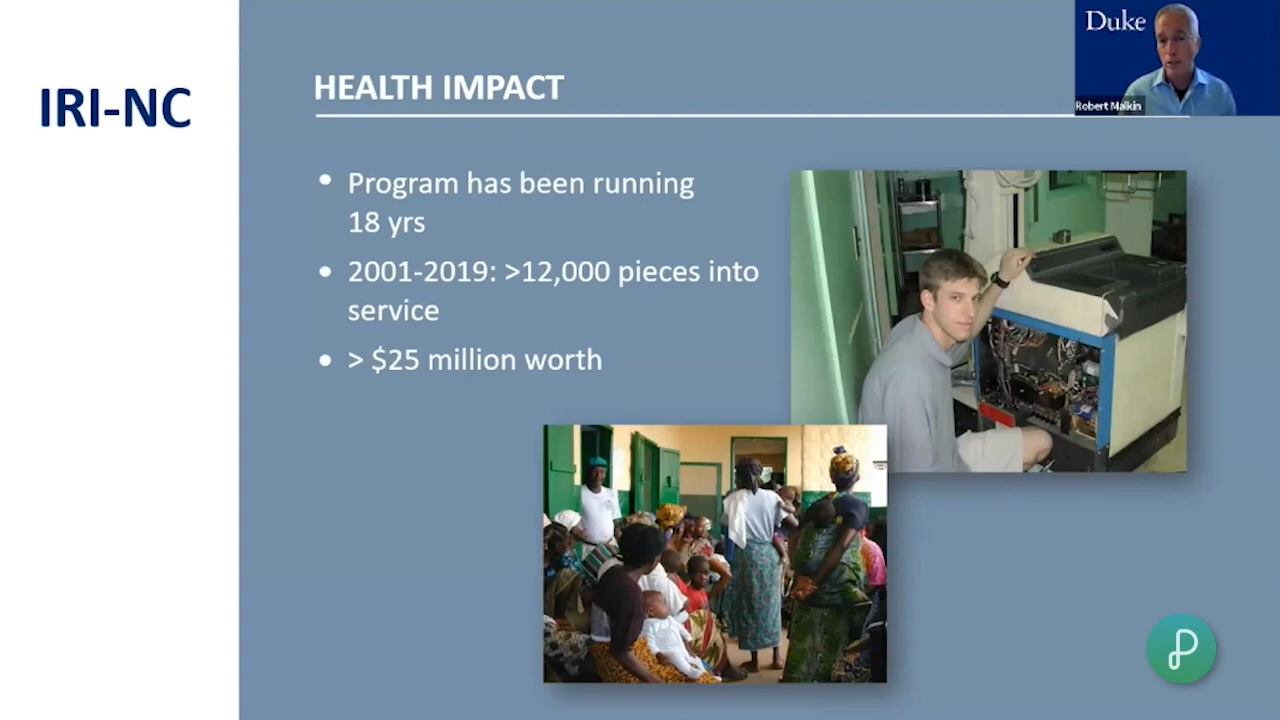 IRI-NC
HEALTH IMPACT
Duke
Robert Malkin
• Program has been running
18 yrs
• 2001-2019: >12,000 pieces into
service
• > $25 million worth